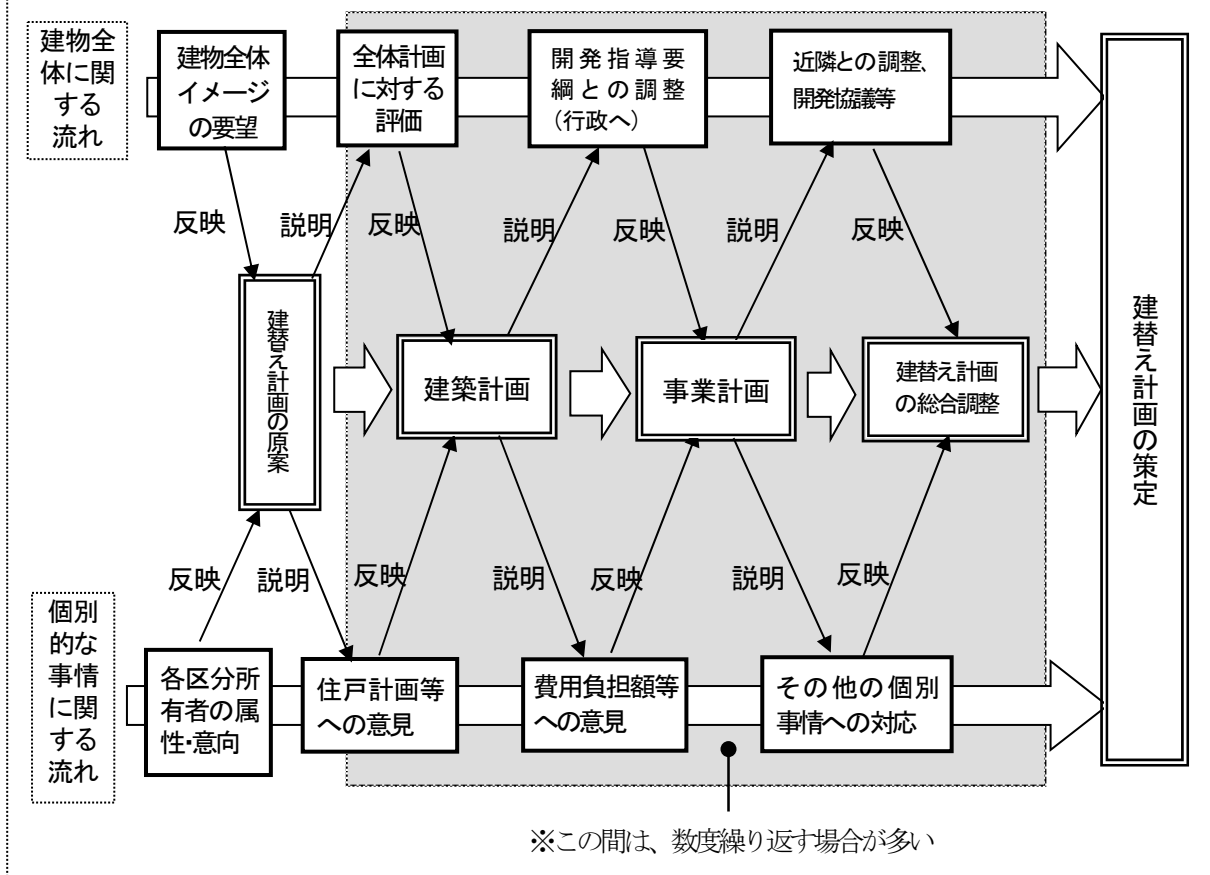 建物全
体に関
する
流れ
建物全体
イメージ
の要望
全体計画
に対する
評価
開発指導要
綱との調整
（行政へ）
近隣との調整、
開発協議等
反映
説明
反映
説明
反映
説明
反映
建替え計画の原案
建築計画
事業計画
建替え計画
の総合調整
建替え計画の策定
反映
説明
反映
説明
反映
説明
反映
個別
的な
事情
に関
する
流れ
各区分所
有者の属
性・意向
住戸計画等
への意見
費用負担額等
への意見
その他の個別
事情への対応
※この間は、数度繰り返す場合が多い